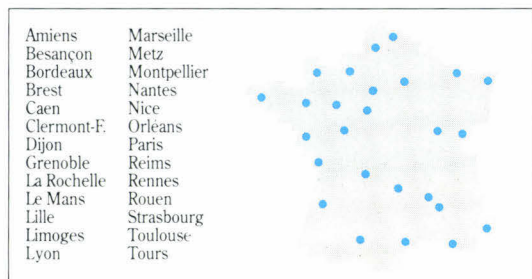 Amiens
Besançon
Bordeaux
Brest
Caen
Clermont-F.
Dijon
Grenoble
La Rochelle
Le Mans
Lille
Limoges
Lyon
Marseille
Metz
Montpellier
Nantes
Nice
Orléans
Paris
Reims
Rennes
Rouen
Strasbourg
Toulouse
Tours